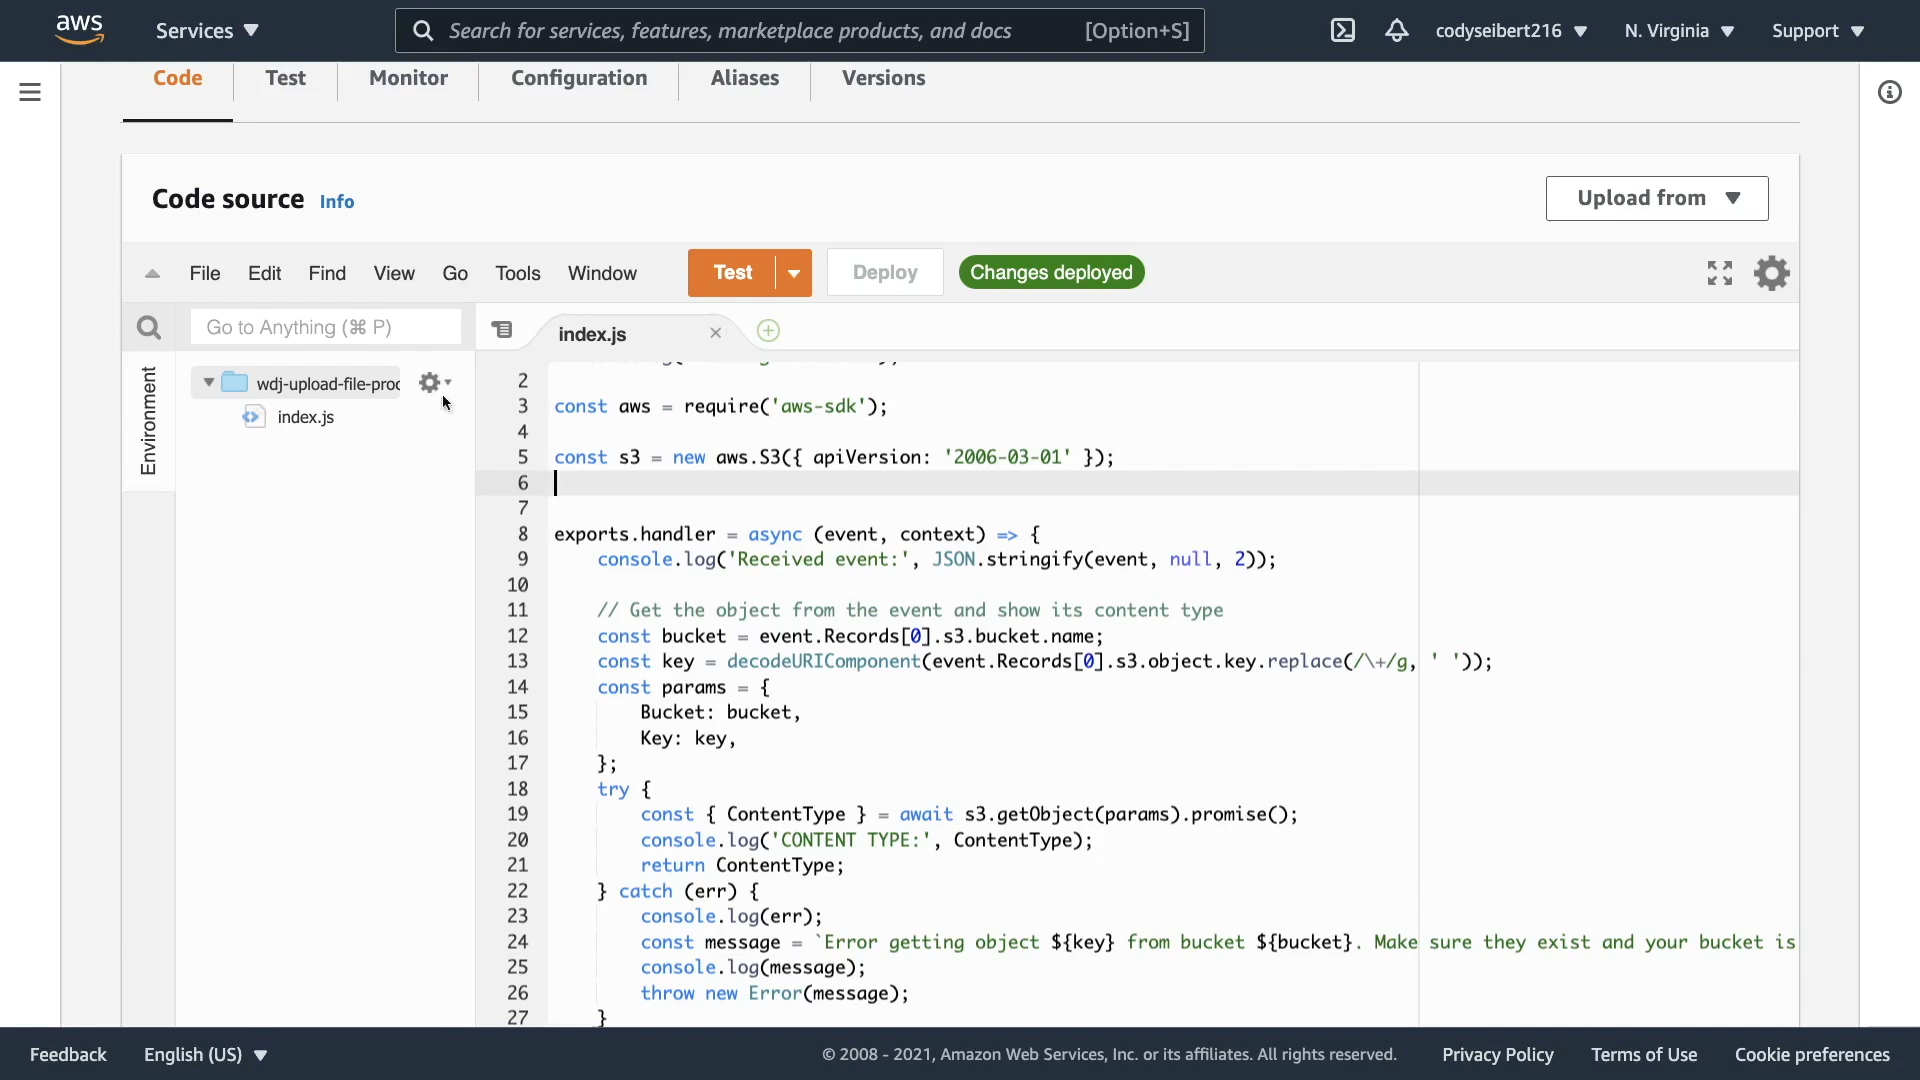 aws
Services
Search for services, features, marketplace products, and docs [Option+S]
codyseibert216
N. Virginia
Support
Code Test Monitor Configuration Aliases Versions
Code source Info
Upload from
File Edit Find View Go Tools Window Test Deploy Changes deployed
Go to Anything (⌘ P)
index.js
Environment
wdj-upload-file-proc
index.js
2
3 const aws = require('aws-sdk');
4
5 const s3 = new aws.S3({ apiVersion: '2006-03-01' });
6
7
8 exports.handler = async (event, context) => {
9     console.log('Received event:', JSON.stringify(event, null, 2));
10
11     // Get the object from the event and show its content type
12     const bucket = event.Records[0].s3.bucket.name;
13     const key = decodeURIComponent(event.Records[0].s3.object.key.replace(/\+/g, ' '));
14     const params = {
15         Bucket: bucket,
16         Key: key,
17     };
18     try {
19         const { ContentType } = await s3.getObject(params).promise();
20         console.log('CONTENT TYPE:', ContentType);
21         return ContentType;
22     } catch (err) {
23         console.log(err);
24         const message = `Error getting object ${key} from bucket ${bucket}. Make sure they exist and your bucket is
25         console.log(message);
26         throw new Error(message);
27     }
Feedback English (US) © 2008 - 2021, Amazon Web Services, Inc. or its affiliates. All rights reserved. Privacy Policy Terms of Use Cookie preferences